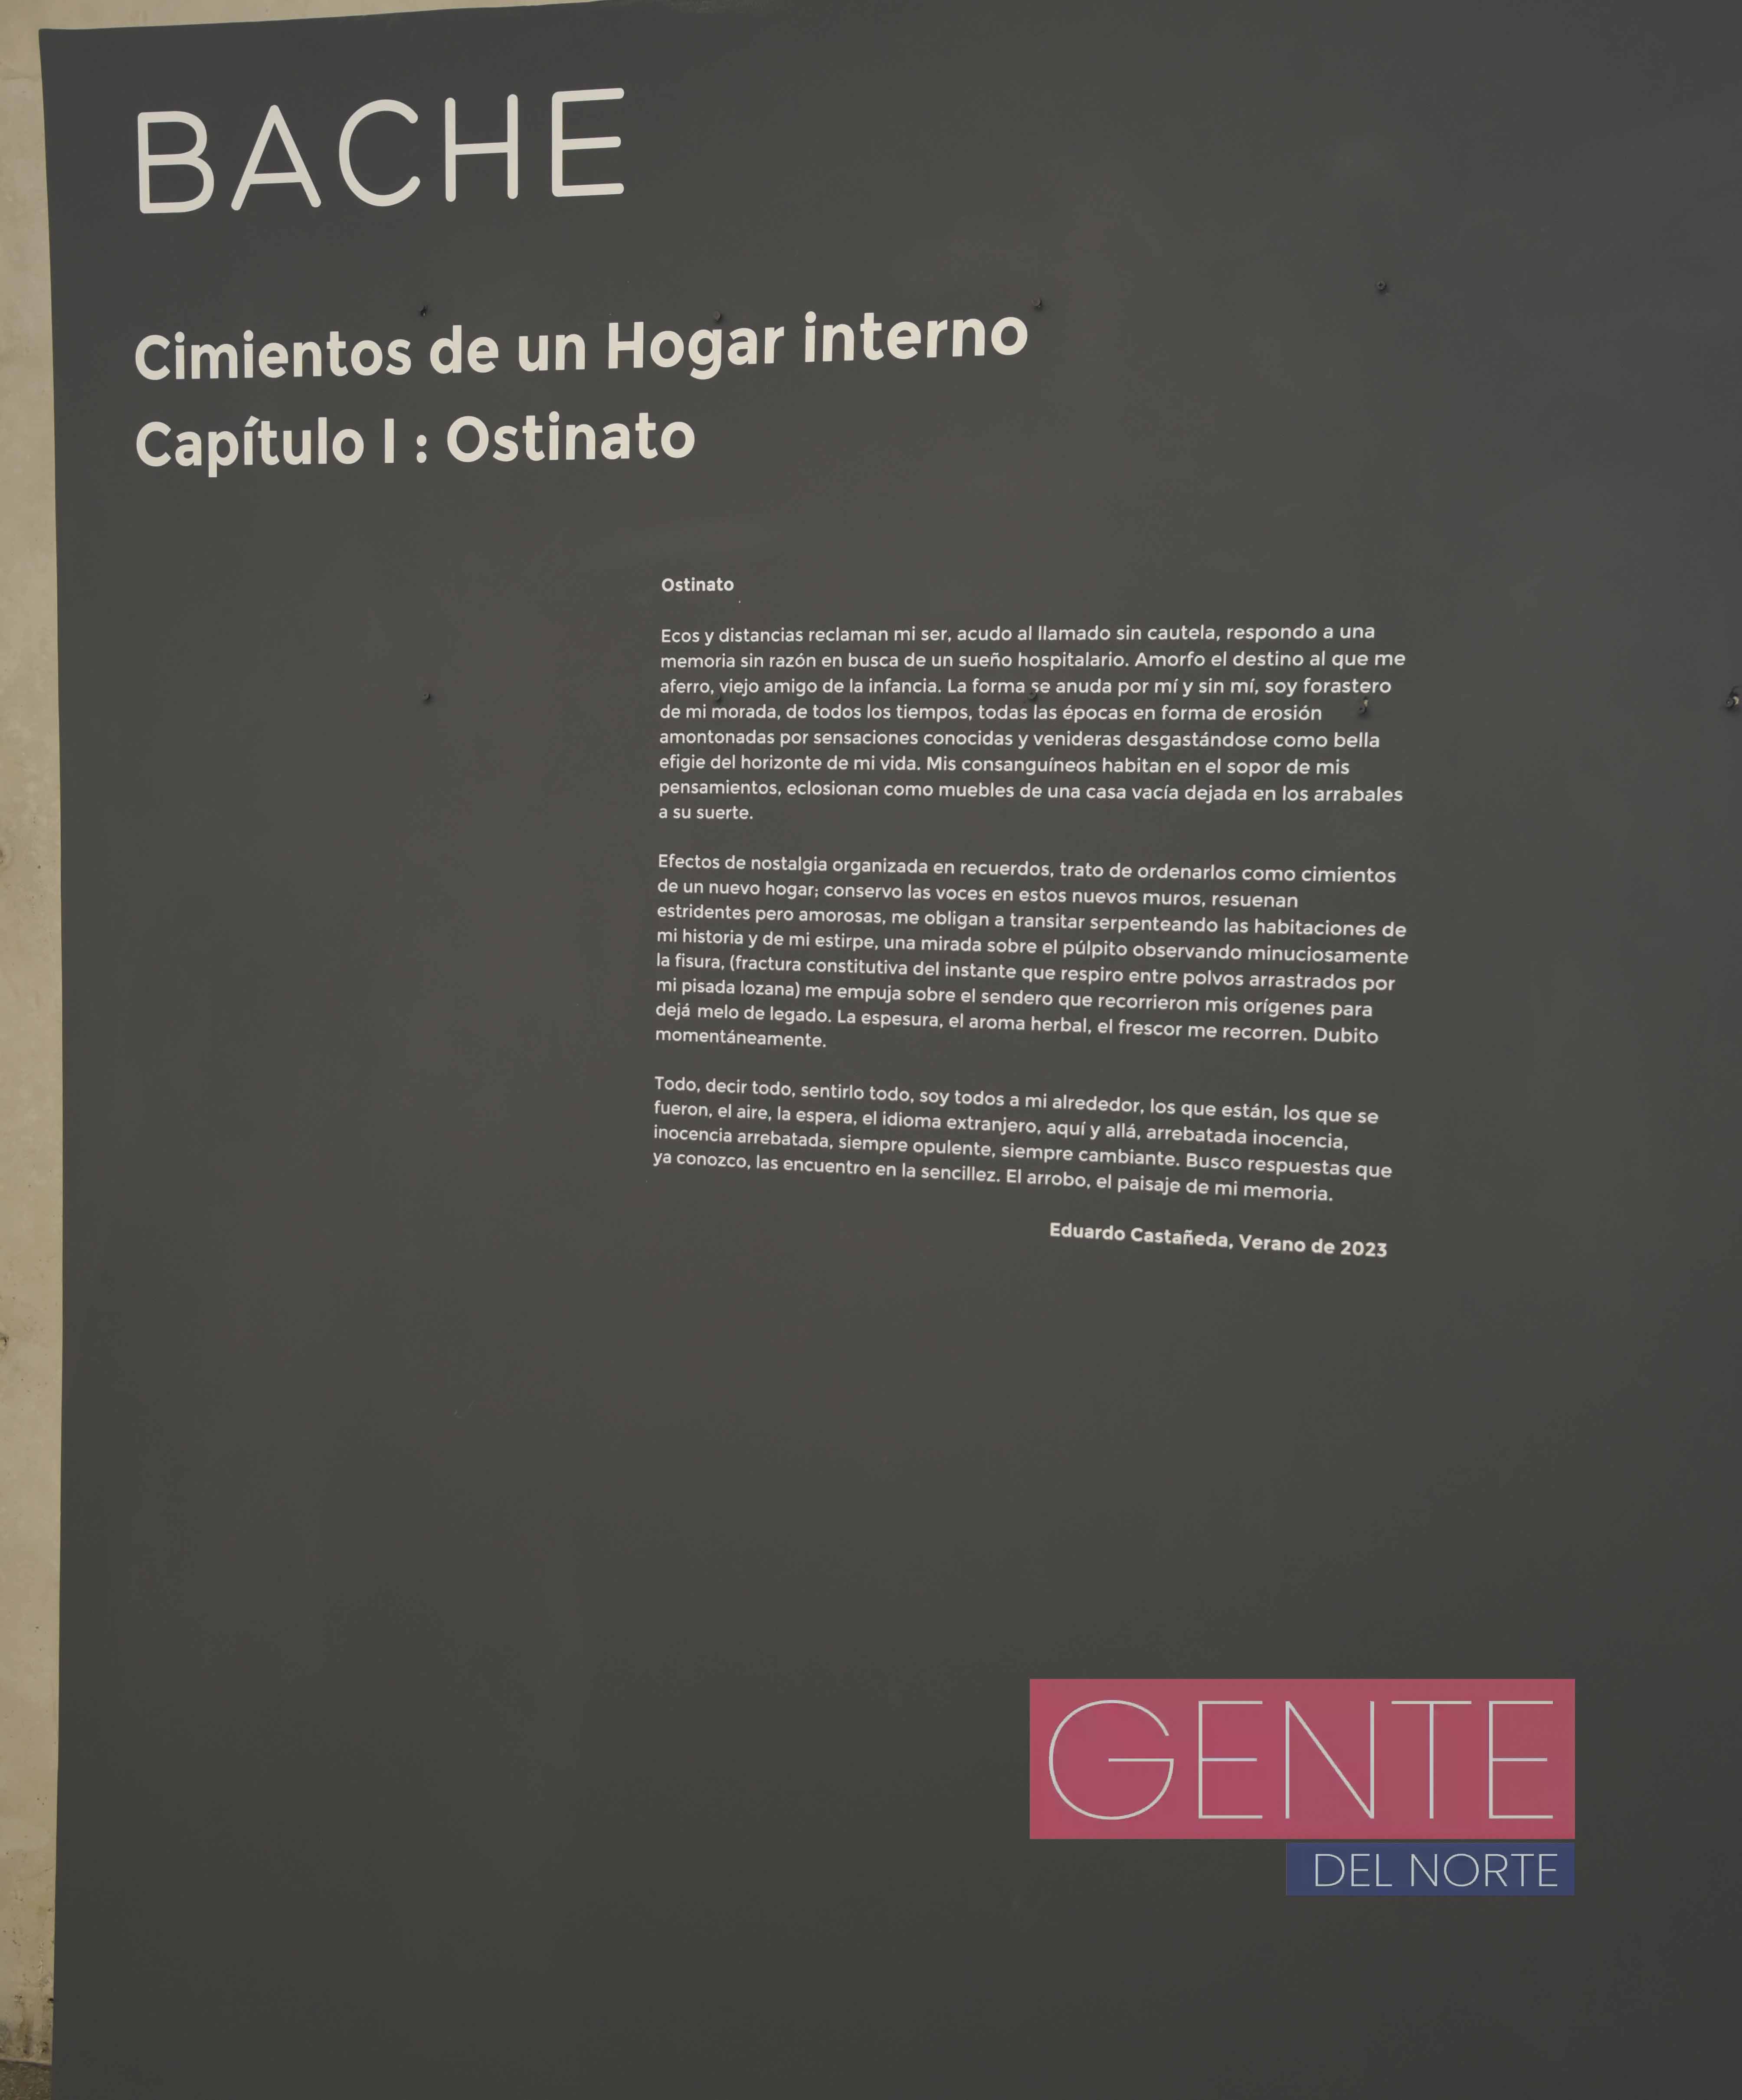 BACHE
Cimientos de un Hogar interno
Capítulo I : Ostinato
Ostinato
Ecos y distancias reclaman mi ser, acudo al llamado sin cautela, respondo a una
memoria sin razón en busca de un sueño hospitalario. Amorfo el destino al que me
aferro, viejo amigo de la infancia. La forma se anuda por mí y sin mí, soy forastero
de mi morada, de todos los tiempos, todas las épocas en forma de erosión
amontonadas por sensaciones conocidas y venideras desgastándose como bella
efigie del horizonte de mi vida. Mis consanguíneos habitan en el sopor de mis
pensamientos, eclosionan como muebles de una casa vacía dejada en los arrabales
a su suerte.
Efectos de nostalgia organizada en recuerdos, trato de ordenarlos como cimientos
de un nuevo hogar; conservo las voces en estos nuevos muros, resuenan
estridentes pero amorosas, me obligan a transitar serpenteando las habitaciones de
mi historia y de mi estirpe, una mirada sobre el púlpito observando minuciosamente
la fisura, (fractura constitutiva del instante que respiro entre polvos arrastrados por
mi pisada lozana) me empuja sobre el sendero que recorrieron mis orígenes para
dejá melo de legado. La espesura, el aroma herbal, el frescor me recorren. Dubito
momentáneamente.
Todo, decir todo, sentirlo todo, soy todos a mi alrededor, los que están, los que se
fueron, el aire, la espera, el idioma extranjero, aquí y allá, arrebatada inocencia,
inocencia arrebatada, siempre opulente, siempre cambiante. Busco respuestas que
ya conozco, las encuentro en la sencillez. El arrobo, el paisaje de mi memoria.
Eduardo Castañeda, Verano de 2023
GENTE
DEL NORTE